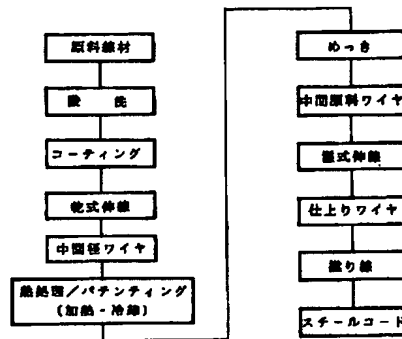 原料線材
酸 洗
コーティング
乾式伸線
中間径ワイヤ
熱処理/パテンティング
(加熱・冷却)
めっき
中間原料ワイヤ
湿式伸線
仕上りワイヤ
撚り線
スチールコード